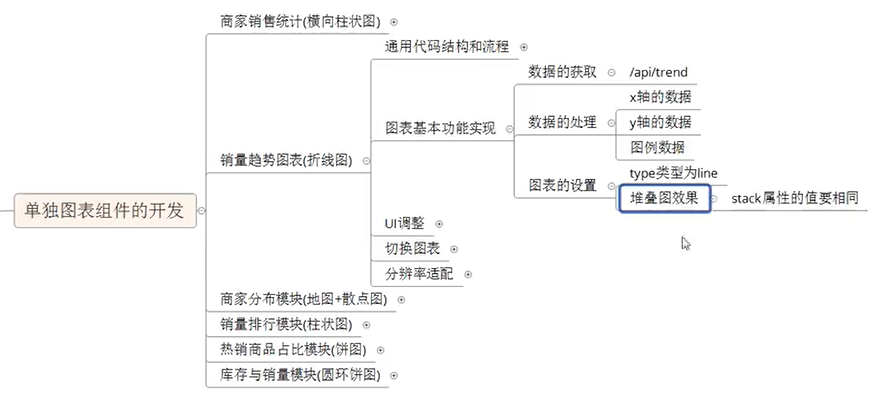 单独图表组件的开发
商家销售统计(横向柱状图)
销量趋势图表(折线图)
通用代码结构和流程
图表基本功能实现
数据的获取
/api/trend
数据的处理
x轴的数据
y轴的数据
图例数据
图表的设置
type类型为line
堆叠图效果
stack属性的值要相同
UI调整
切换图表
分辨率适配
商家分布模块(地图+散点图)
销量排行模块(柱状图)
热销商品占比模块(饼图)
库存与销量模块(圆环饼图)